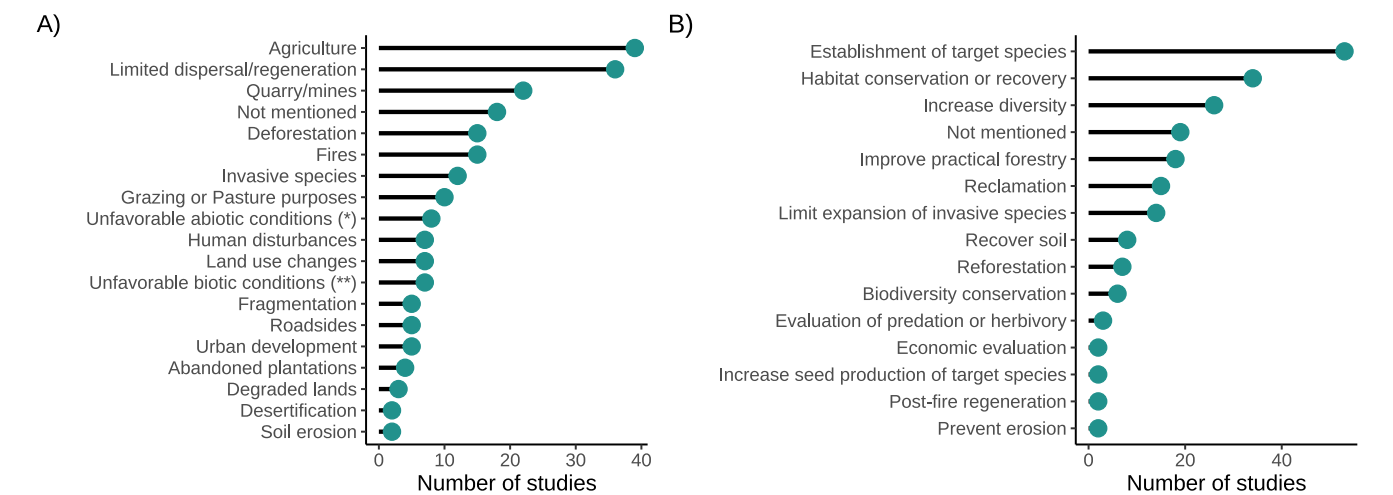 A)
Agriculture
Limited dispersal/regeneration
Quarry/mines
Not mentioned
Deforestation
Fires
Invasive species
Grazing or Pasture purposes
Unfavorable abiotic conditions (*)
Human disturbances
Land use changes
Unfavorable biotic conditions (**)
Fragmentation
Roadsides
Urban development
Abandoned plantations
Degraded lands
Desertification
Soil erosion
0 10 20 30 40
Number of studies
B)
Establishment of target species
Habitat conservation or recovery
Increase diversity
Not mentioned
Improve practical forestry
Reclamation
Limit expansion of invasive species
Recover soil
Reforestation
Biodiversity conservation
Evaluation of predation or herbivory
Economic evaluation
Increase seed production of target species
Post-fire regeneration
Prevent erosion
0 20 40
Number of studies